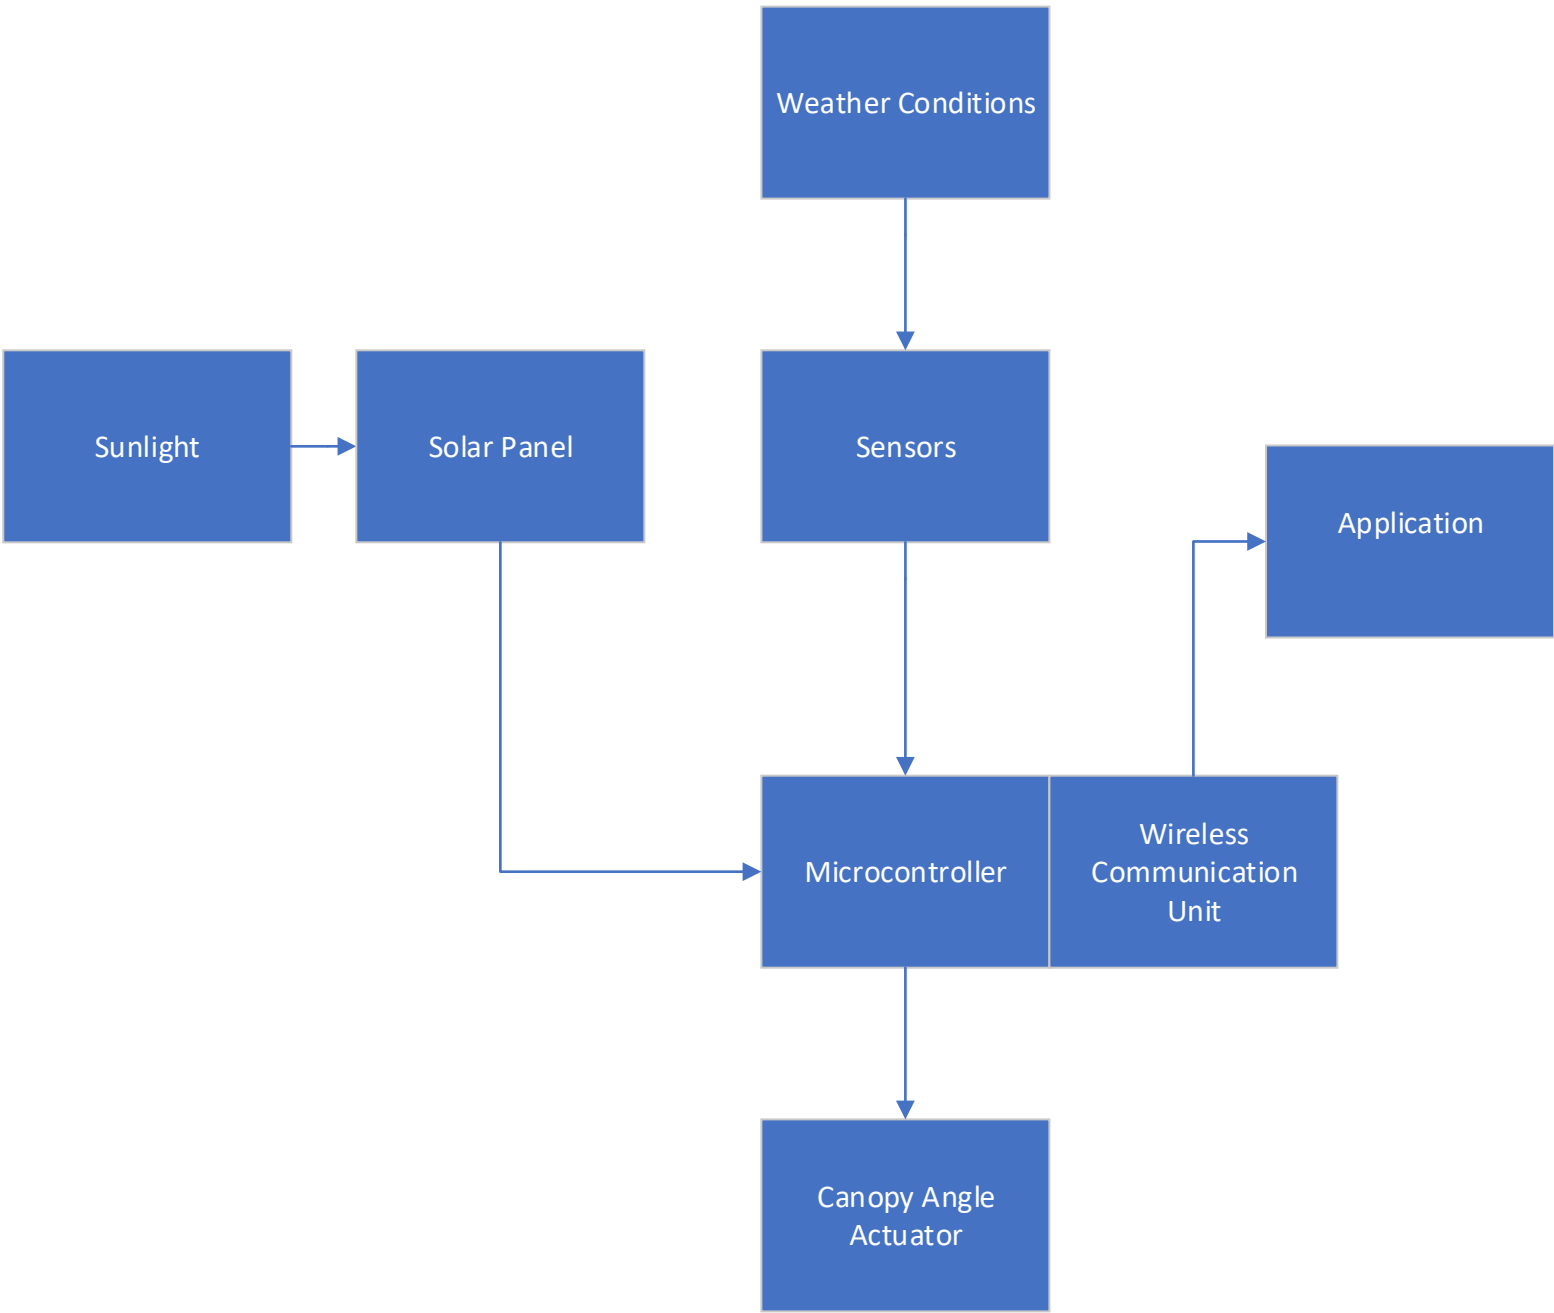 Weather Conditions
Sunlight
Solar Panel
Sensors
Application
Microcontroller
Wireless
Communication
Unit
Canopy Angle
Actuator